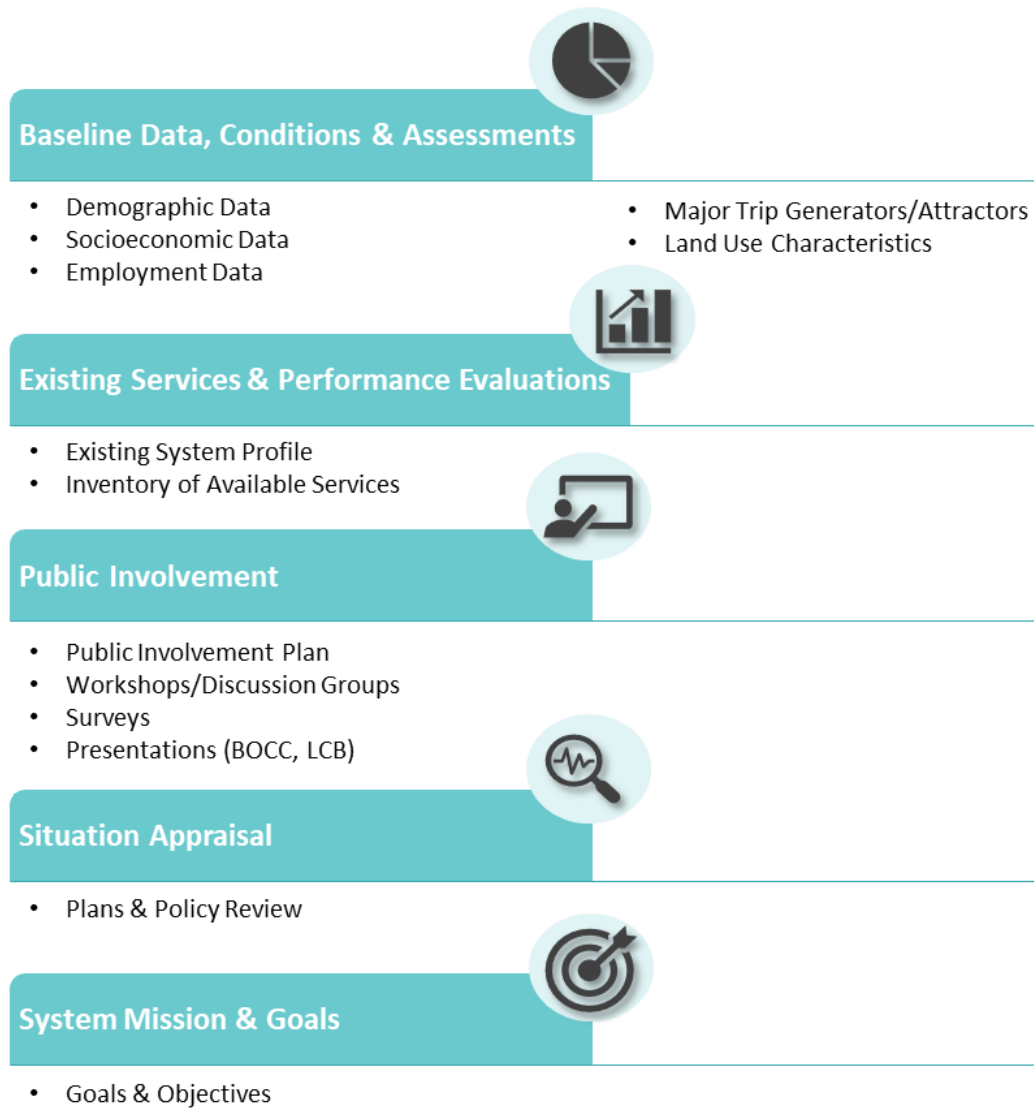 Baseline Data, Conditions & Assessments
• Demographic Data
• Socioeconomic Data
• Employment Data
• Major Trip Generators/Attractors
• Land Use Characteristics
Existing Services & Performance Evaluations
• Existing System Profile
• Inventory of Available Services
Public Involvement
• Public Involvement Plan
• Workshops/Discussion Groups
• Surveys
• Presentations (BOCC, LCB)
Situation Appraisal
• Plans & Policy Review
System Mission & Goals
• Goals & Objectives